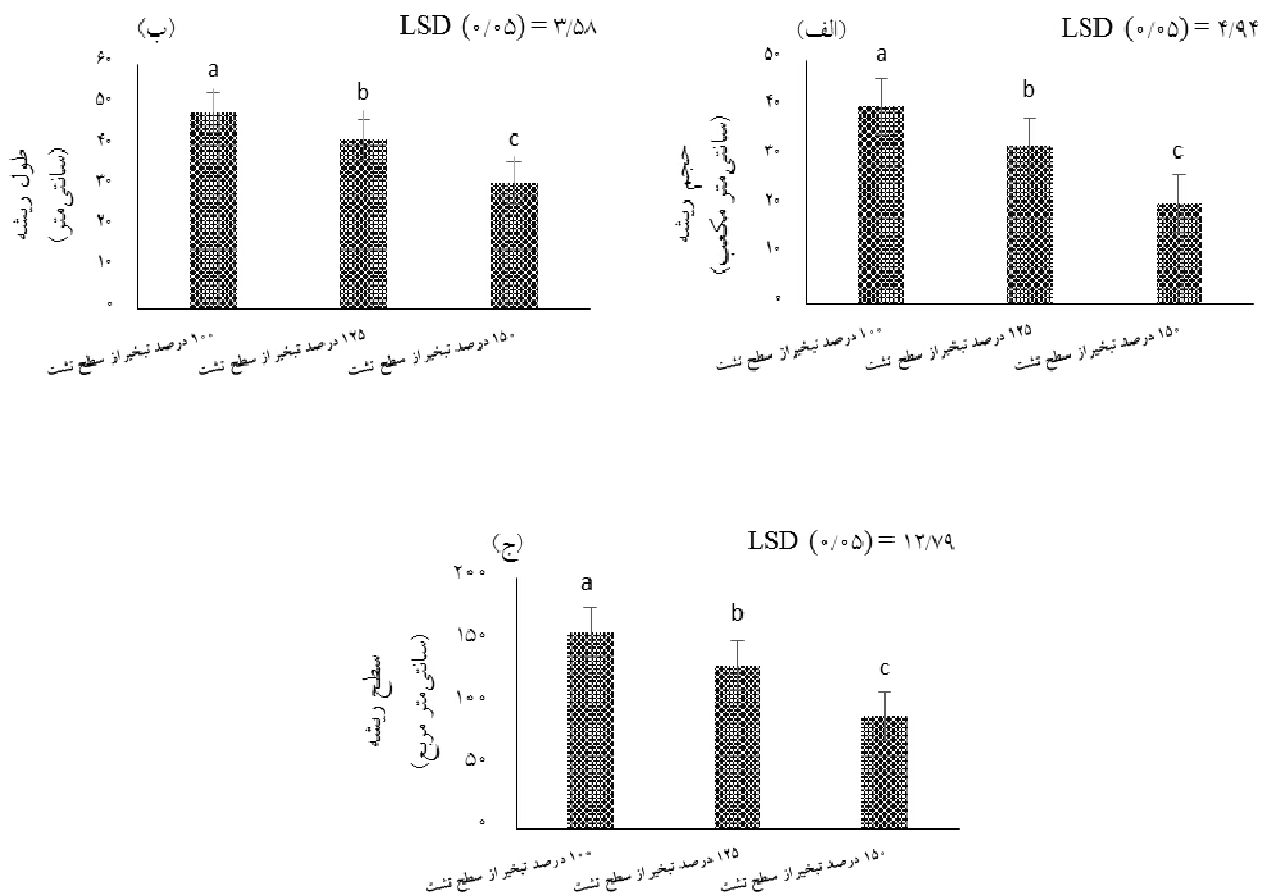 (الف)
LSD (۰/۰۵) = ۴/۹۴
حجم ریشه
(سانتی‌متر مکعب)
۵۰
۴۰
۳۰
۲۰
۱۰
۰
a
b
c
۱۰۰ درصد تبخیر از سطح تشت
۱۲۵ درصد تبخیر از سطح تشت
۱۵۰ درصد تبخیر از سطح تشت
(ب)
LSD (۰/۰۵) = ۳/۵۸
طول ریشه
(سانتی‌متر)
۶۰
۵۰
۴۰
۳۰
۲۰
۱۰
۰
a
b
c
۱۰۰ درصد تبخیر از سطح تشت
۱۲۵ درصد تبخیر از سطح تشت
۱۵۰ درصد تبخیر از سطح تشت
(ج)
LSD (۰/۰۵) = ۱۲/۷۹
سطح ریشه
(سانتی‌متر مربع)
۲۰۰
۱۵۰
۱۰۰
۵۰
۰
a
b
c
۱۰۰ درصد تبخیر از سطح تشت
۱۲۵ درصد تبخیر از سطح تشت
۱۵۰ درصد تبخیر از سطح تشت